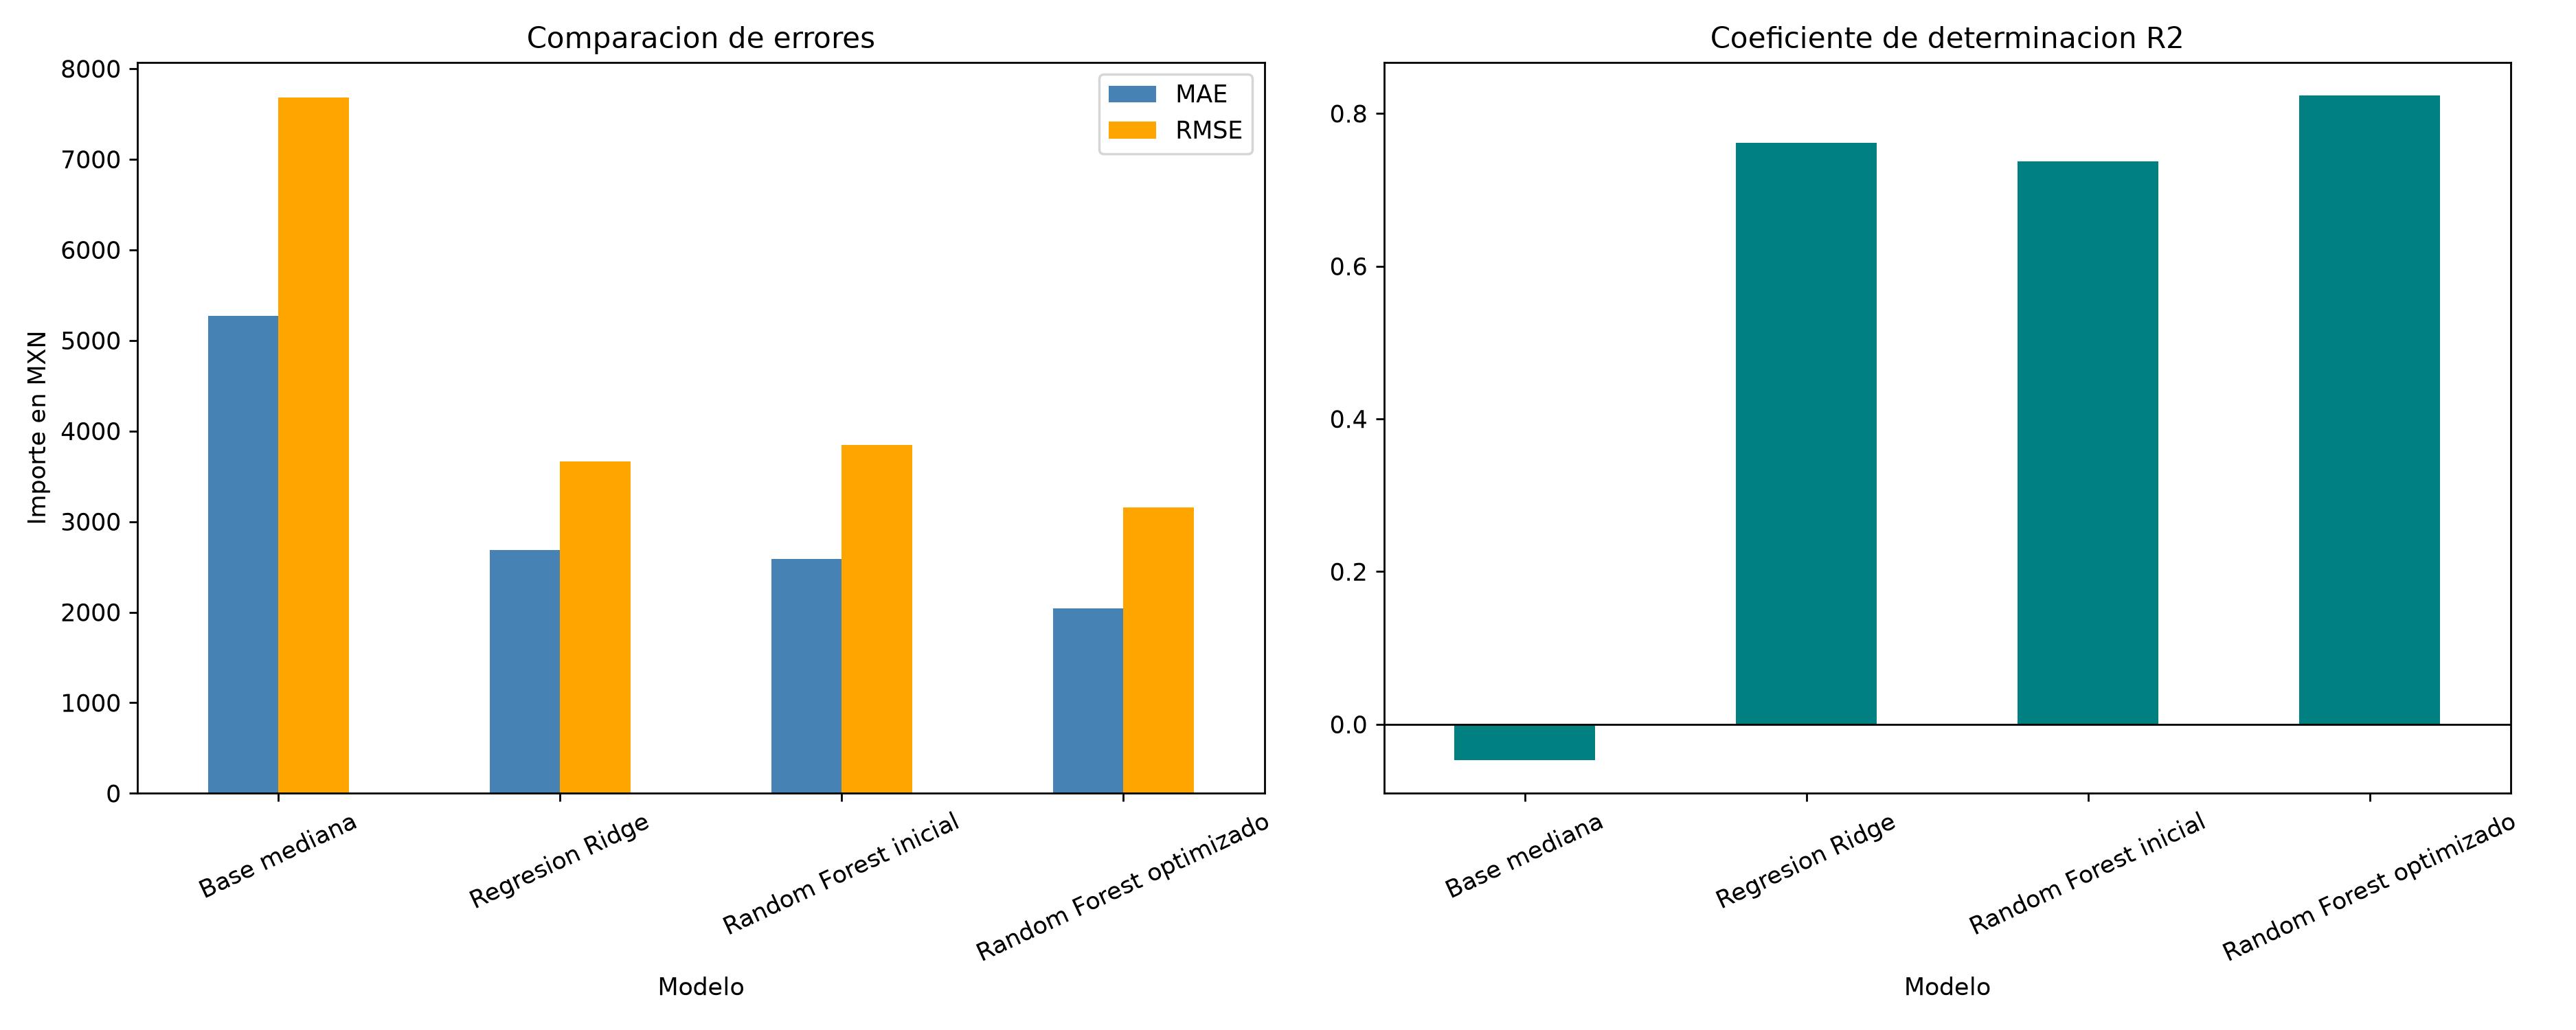 Comparacion de errores
8000
7000
6000
5000
4000
3000
2000
1000
0
Importe en MXN
MAE
RMSE
Base mediana
Regresion Ridge
Random Forest inicial
Random Forest optimizado
Modelo
Coeficiente de determinacion R2
0.8
0.6
0.4
0.2
0.0
Base mediana
Regresion Ridge
Random Forest inicial
Random Forest optimizado
Modelo